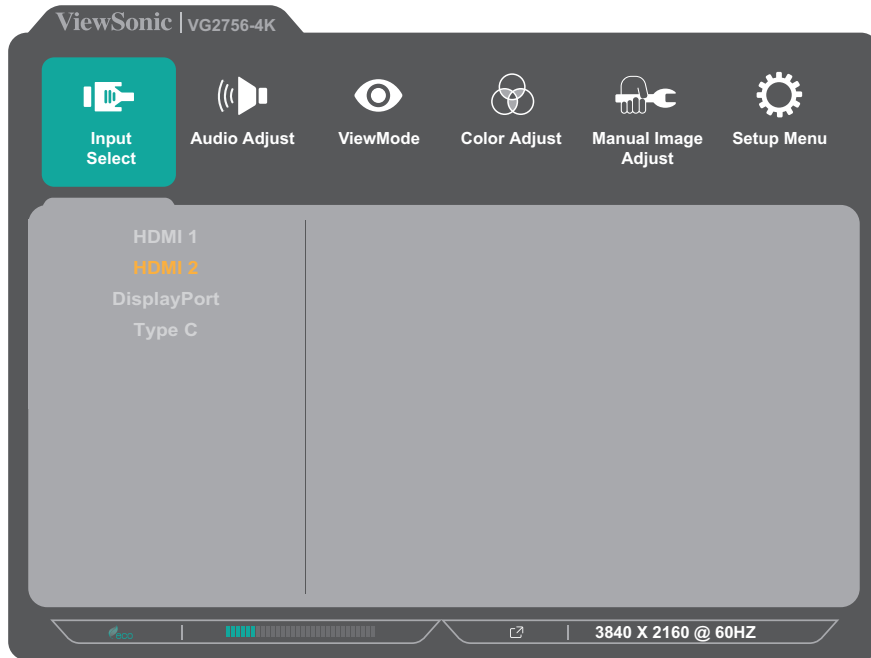 ViewSonic | VG2756-4K
Input Select
Audio Adjust
ViewMode
Color Adjust
Manual Image Adjust
Setup Menu
HDMI 1
HDMI 2
DisplayPort
Type C
eco
3840 X 2160 @ 60HZ